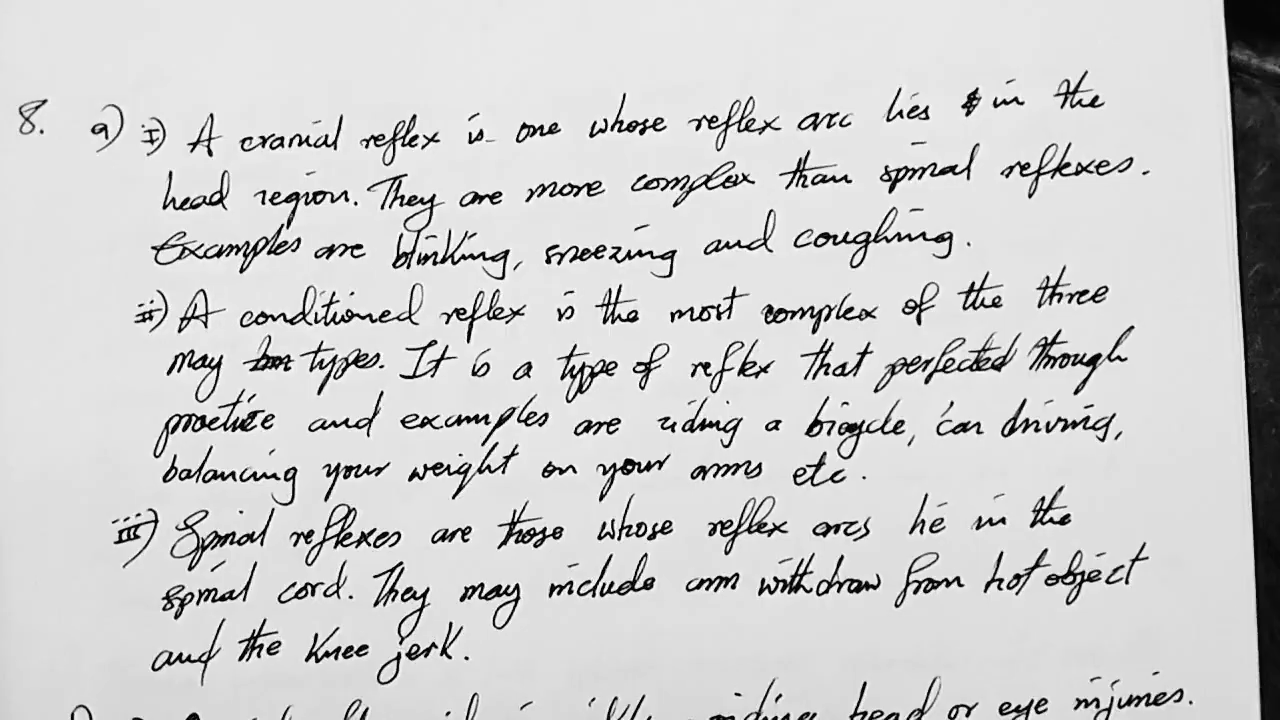 8. a) i) A cranial reflex is one whose reflex arc lies in the
head region. They are more complex than spinal reflexes.
Examples are blinking, sneezing and coughing.
ii) A conditioned reflex is the most complex of the three
may types. It is a type of reflex that perfected through
practice and examples are riding a bicycle, car driving,
balancing your weight on your arms etc.
iii) Spinal reflexes are those whose reflex arcs lie in the
spinal cord. They may include arm withdraw from hot object
and the knee jerk.
head or eye injuries.